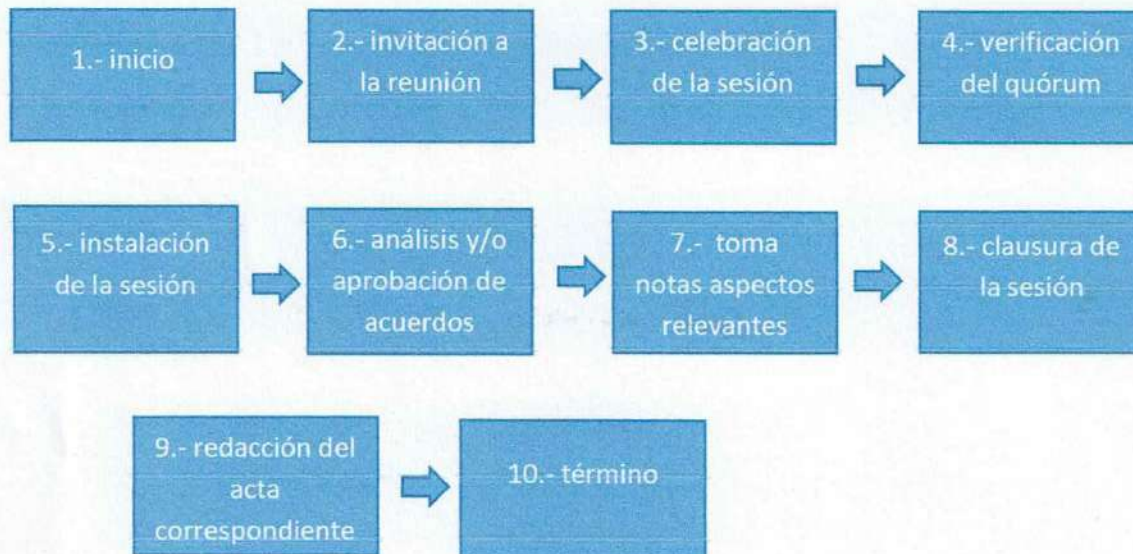 1.- inicio
2.- invitación a
la reunión
3.- celebración
de la sesión
4.- verificación
del quórum
5.- instalación
de la sesión
6.- análisis y/o
aprobación de
acuerdos
7.- toma
notas aspectos
relevantes
8.- clausura de
la sesión
9.- redacción del
acta
correspondiente
10.- término